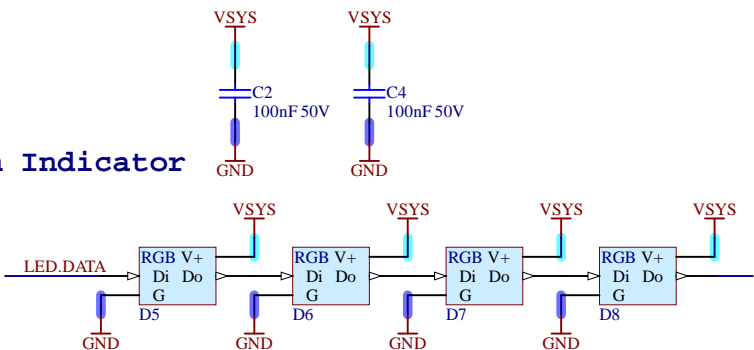 VSYS VSYS
C2 C4
100nF 50V 100nF 50V
GND GND
Indicator
VSYS VSYS VSYS VSYS
RGB V+ RGB V+ RGB V+ RGB V+
LED.DATA Di Do Di Do Di Do Di Do
G G G G
D5 D6 D7 D8
GND GND GND GND